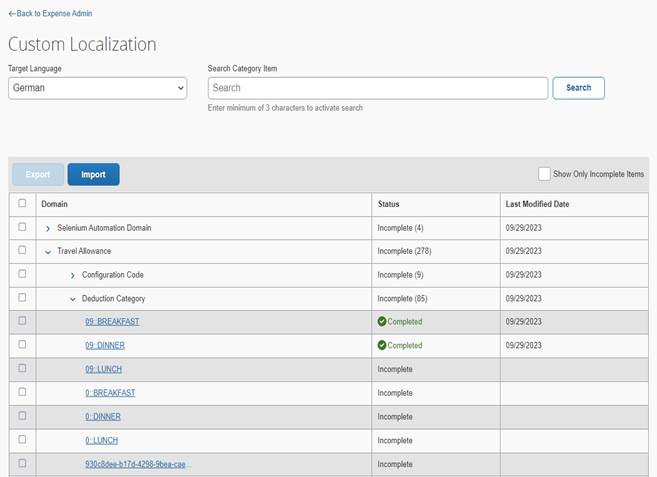 ←Back to Expense Admin
Custom Localization
Target Language
Search Category Item
German
Search
Search
Enter minimum of 3 characters to activate search
Export
Import
Show Only Incomplete Items
Domain
Status
Last Modified Date
Selenium Automation Domain
Incomplete (4)
09/29/2023
Travel Allowance
Incomplete (278)
09/29/2023
Configuration Code
Incomplete (9)
09/29/2023
Deduction Category
Incomplete (85)
09/29/2023
09::BREAKFAST
Completed
09/29/2023
09::DINNER
Completed
09/29/2023
09::LUNCH
Incomplete
0::BREAKFAST
Incomplete
0::DINNER
Incomplete
0::LUNCH
Incomplete
930c8dee-b17d-4298-9bea-cae...
Incomplete